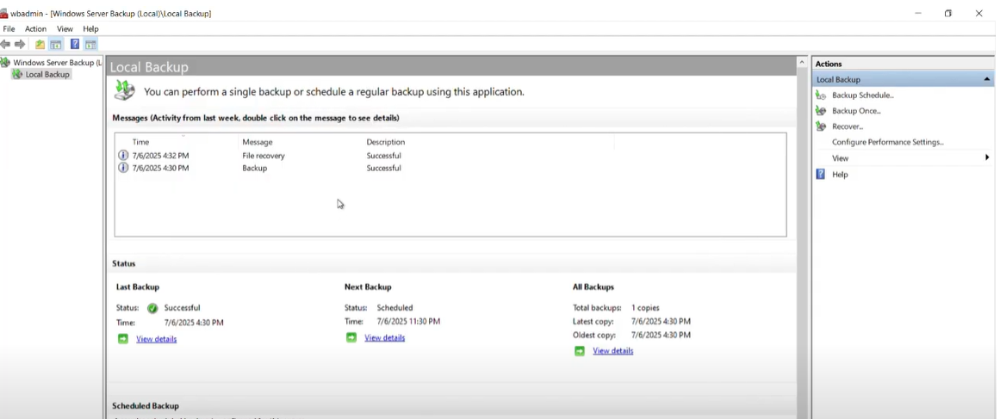 wbadmin - [Windows Server Backup (Local)\Local Backup]
File Action View Help
Windows Server Backup (L
Local Backup
Local Backup
You can perform a single backup or schedule a regular backup using this application.
Messages (Activity from last week, double click on the message to see details)
Time Message Description
7/6/2025 4:32 PM File recovery Successful
7/6/2025 4:30 PM Backup Successful
Status
Last Backup
Status: Successful
Time: 7/6/2025 4:30 PM
View details
Next Backup
Status: Scheduled
Time: 7/6/2025 11:30 PM
View details
All Backups
Total backups: 1 copies
Latest copy: 7/6/2025 4:30 PM
Oldest copy: 7/6/2025 4:30 PM
View details
Scheduled Backup
Actions
Local Backup
Backup Schedule...
Backup Once...
Recover...
Configure Performance Settings...
View
Help